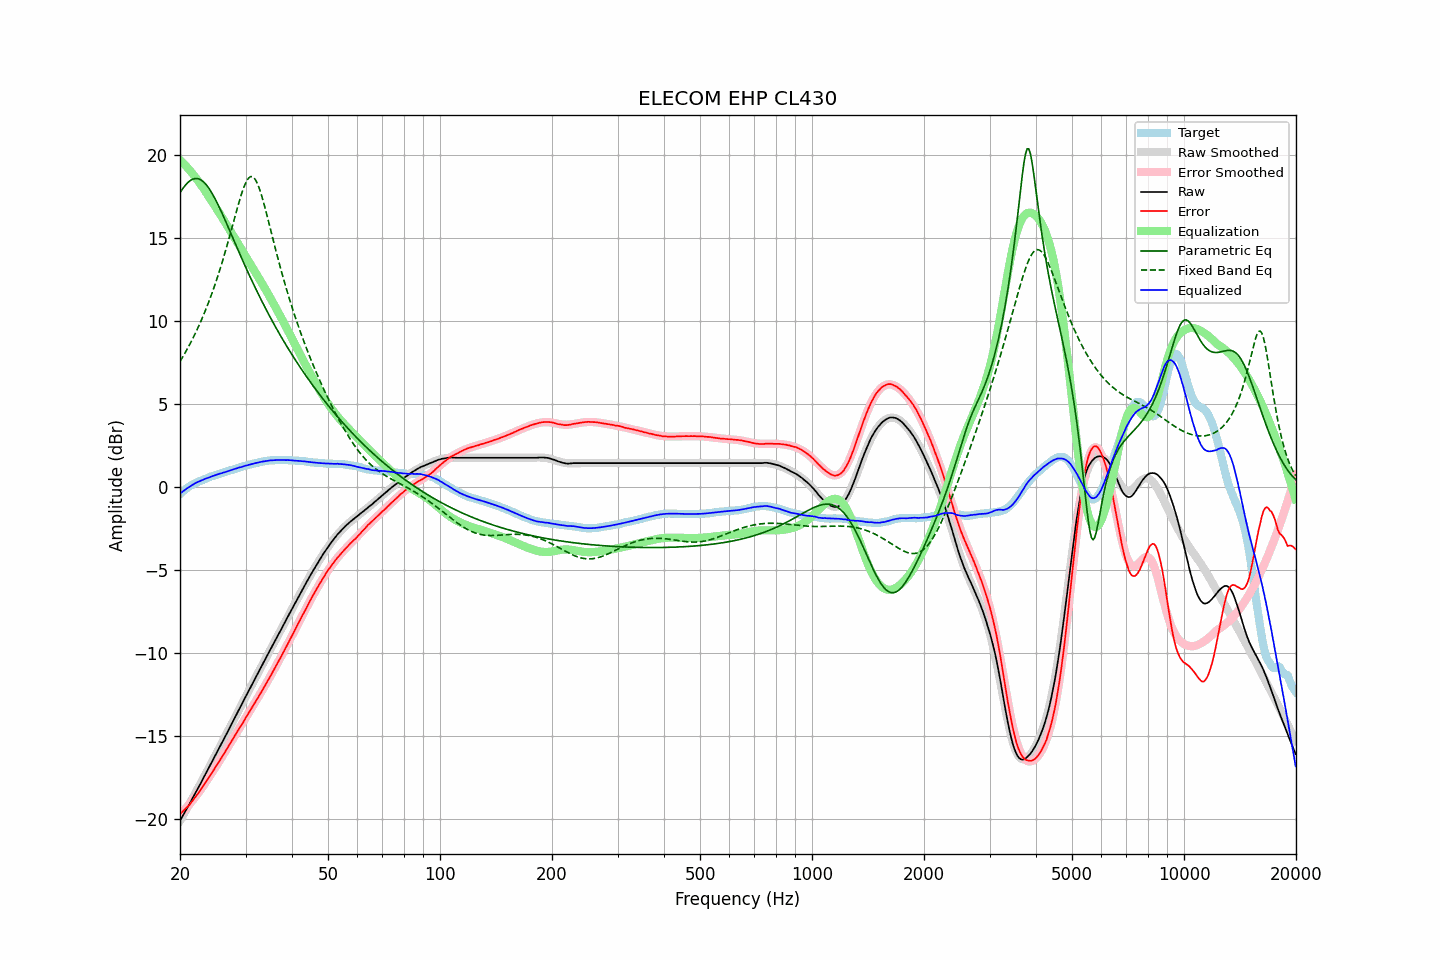 ELECOM EHP CL430
Target
Raw Smoothed
Error Smoothed
Raw
Error
Equalization
Parametric Eq
Fixed Band Eq
Equalized
Amplitude (dBr)
20
15
10
5
0
−5
−10
−15
−20
20 50 100 200 500 1000 2000 5000 10000 20000
Frequency (Hz)